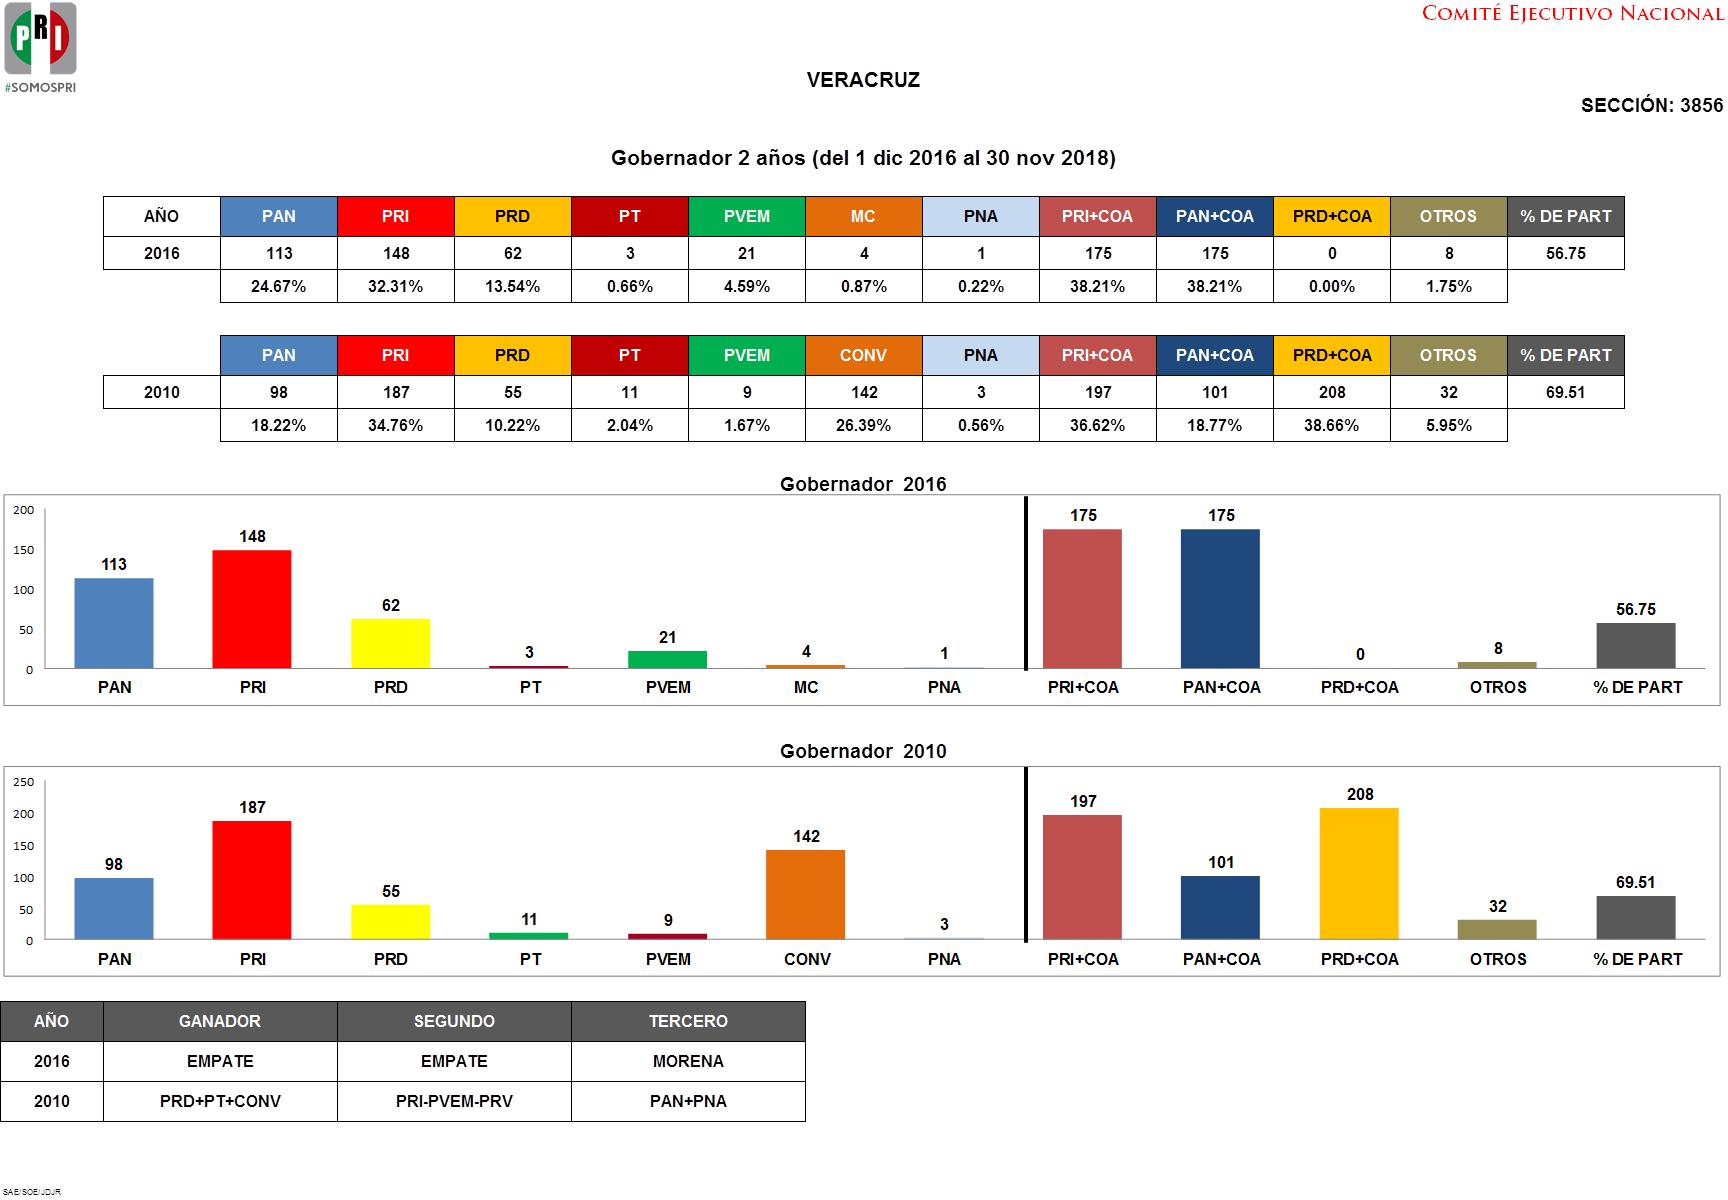 PRI
#SOMOSPRI
COMITÉ EJECUTIVO NACIONAL
VERACRUZ
SECCIÓN: 3856
Gobernador 2 años (del 1 dic 2016 al 30 nov 2018)
AÑO PAN PRI PRD PT PVEM MC PNA PRI+COA PAN+COA PRD+COA OTROS % DE PART
2016 113 148 62 3 21 4 1 175 175 0 8 56.75
24.67% 32.31% 13.54% 0.66% 4.59% 0.87% 0.22% 38.21% 38.21% 0.00% 1.75%
PAN PRI PRD PT PVEM CONV PNA PRI+COA PAN+COA PRD+COA OTROS % DE PART
2010 98 187 55 11 9 142 3 197 101 208 32 69.51
18.22% 34.76% 10.22% 2.04% 1.67% 26.39% 0.56% 36.62% 18.77% 38.66% 5.95%
Gobernador 2016
200
150
100
50
0
113 148 62 3 21 4 1 175 175 0 8 56.75
PAN PRI PRD PT PVEM MC PNA PRI+COA PAN+COA PRD+COA OTROS % DE PART
Gobernador 2010
250
200
150
100
50
0
98 187 55 11 9 142 3 197 101 208 32 69.51
PAN PRI PRD PT PVEM CONV PNA PRI+COA PAN+COA PRD+COA OTROS % DE PART
AÑO GANADOR SEGUNDO TERCERO
2016 EMPATE EMPATE MORENA
2010 PRD+PT+CONV PRI-PVEM-PRV PAN+PNA
SAE/SOE/JDJR